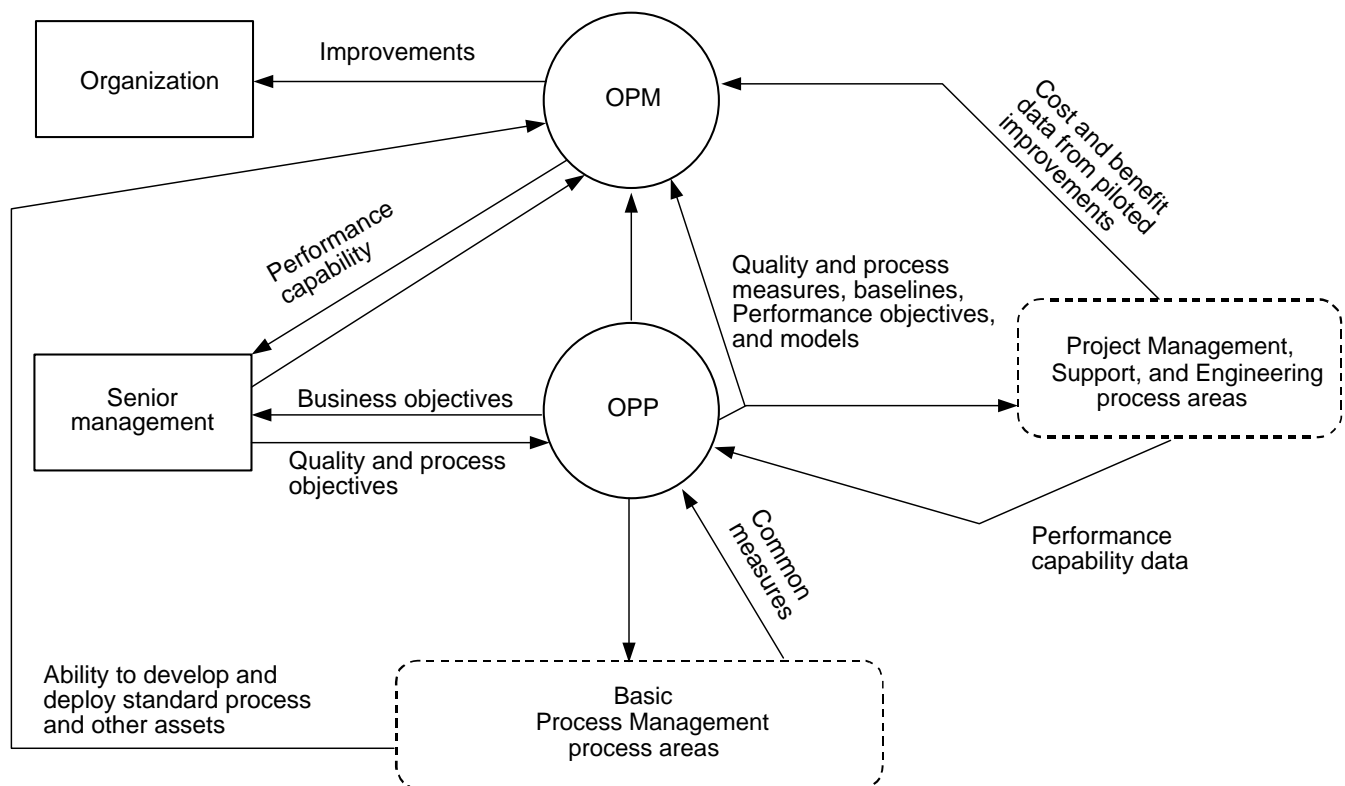 Improvements
Organization
OPM
Cost and benefit
data from piloted
improvements
Performance
capability
Quality and process
measures, baselines,
Performance objectives,
and models
Project Management,
Support, and Engineering
process areas
Senior
management
Business objectives
OPP
Quality and process
objectives
Common
measures
Performance
capability data
Ability to develop and
deploy standard process
and other assets
Basic
Process Management
process areas